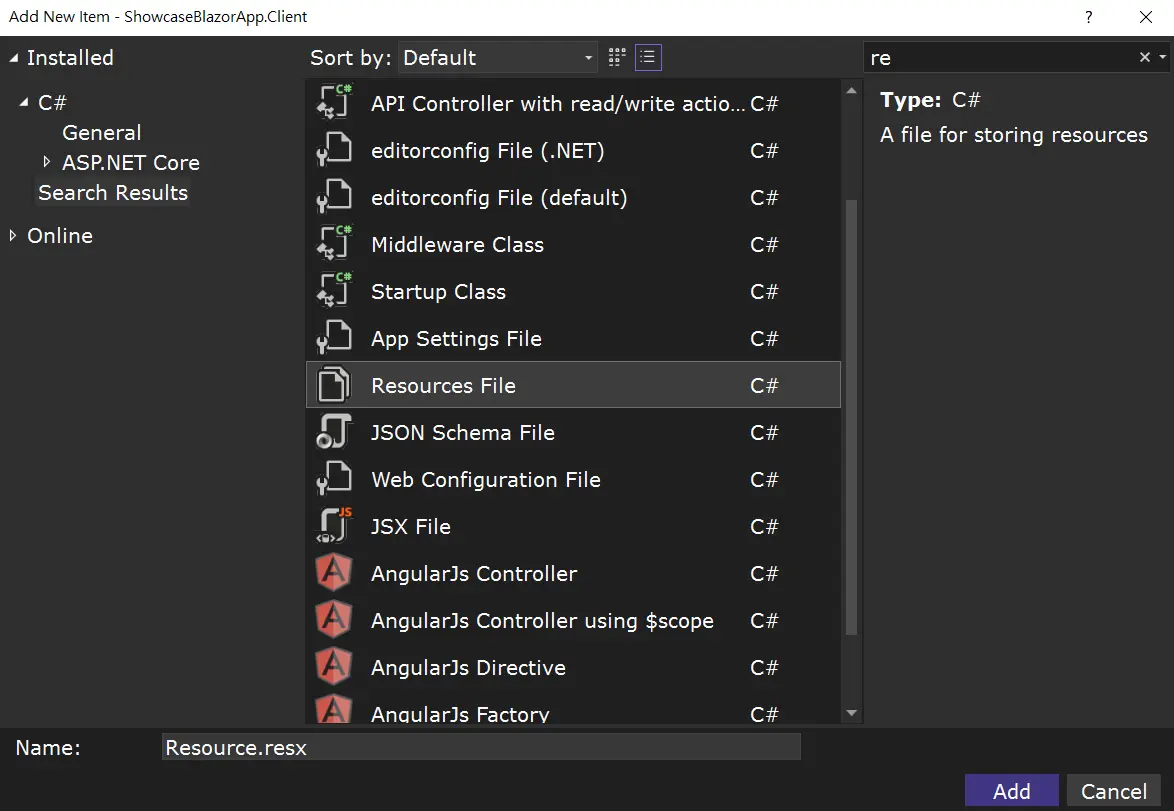 Add New Item - ShowcaseBlazorApp.Client
?
Installed
C#
General
ASP.NET Core
Search Results
Online
Sort by: Default
API Controller with read/write actio... C#
editorconfig File (.NET) C#
editorconfig File (default) C#
Middleware Class C#
Startup Class C#
App Settings File C#
Resources File C#
JSON Schema File C#
Web Configuration File C#
JSX File C#
AngularJs Controller C#
AngularJs Controller using $scope C#
AngularJs Directive C#
AngularJs Factory C#
re
Type: C#
A file for storing resources
Name: Resource.resx
Add Cancel